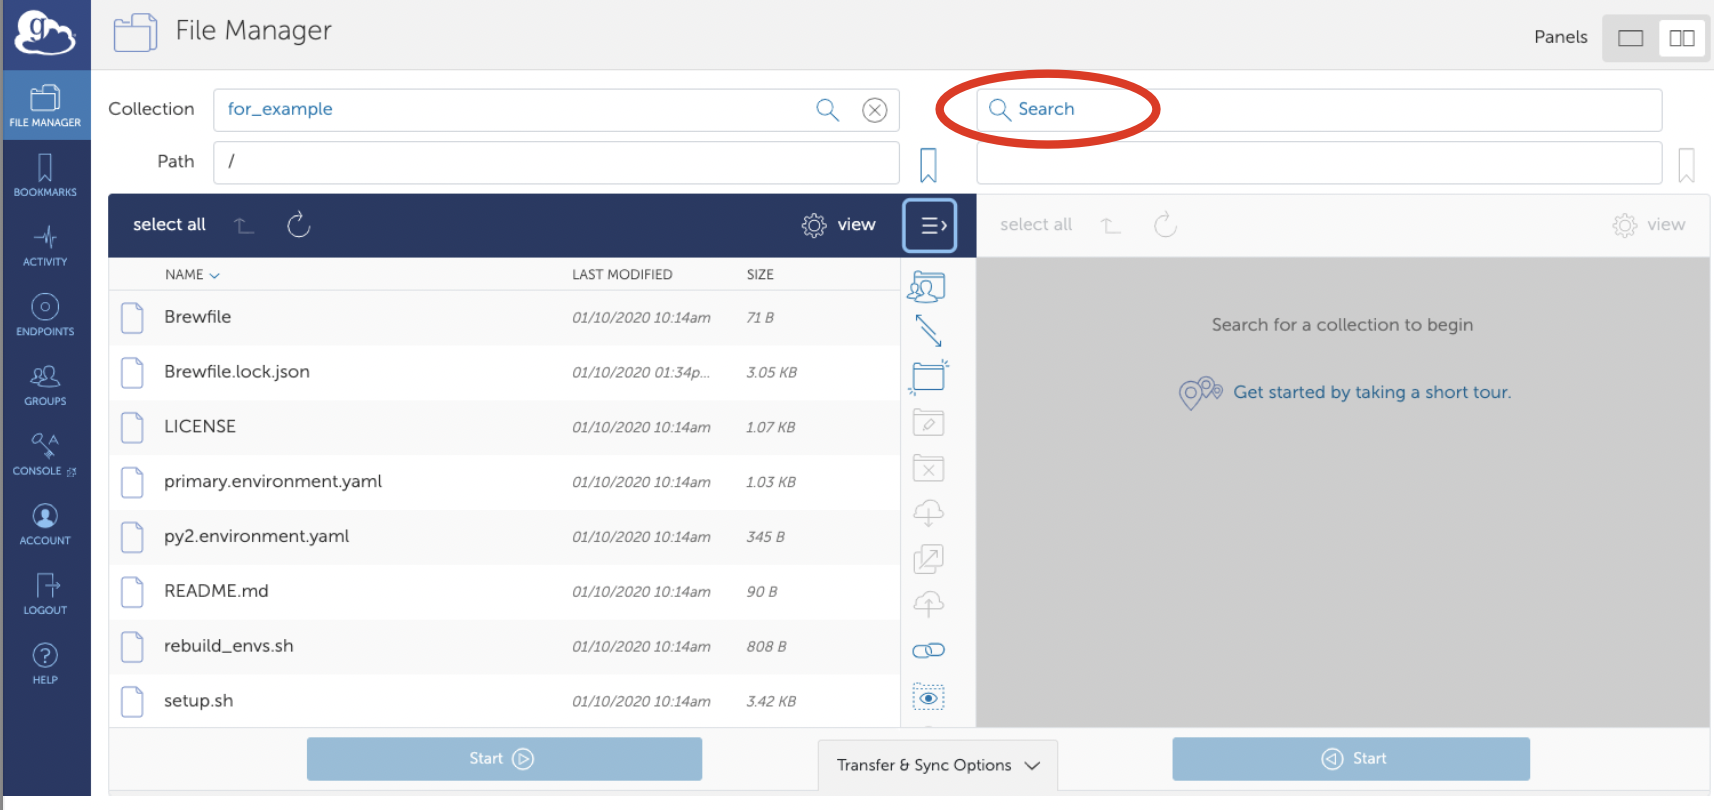 g
File Manager
Panels
FILE MANAGER
BOOKMARKS
ACTIVITY
ENDPOINTS
GROUPS
CONSOLE
ACCOUNT
LOGOUT
HELP
Collection for_example
Search
Path /
select all view
select all view
NAME LAST MODIFIED SIZE
Brewfile 01/10/2020 10:14am 71 B
Brewfile.lock.json 01/10/2020 01:34p... 3.05 KB
LICENSE 01/10/2020 10:14am 1.07 KB
primary.environment.yaml 01/10/2020 10:14am 1.03 KB
py2.environment.yaml 01/10/2020 10:14am 345 B
README.md 01/10/2020 10:14am 90 B
rebuild_envs.sh 01/10/2020 10:14am 808 B
setup.sh 01/10/2020 10:14am 3.42 KB
Search for a collection to begin
Get started by taking a short tour.
Start
Transfer & Sync Options
Start